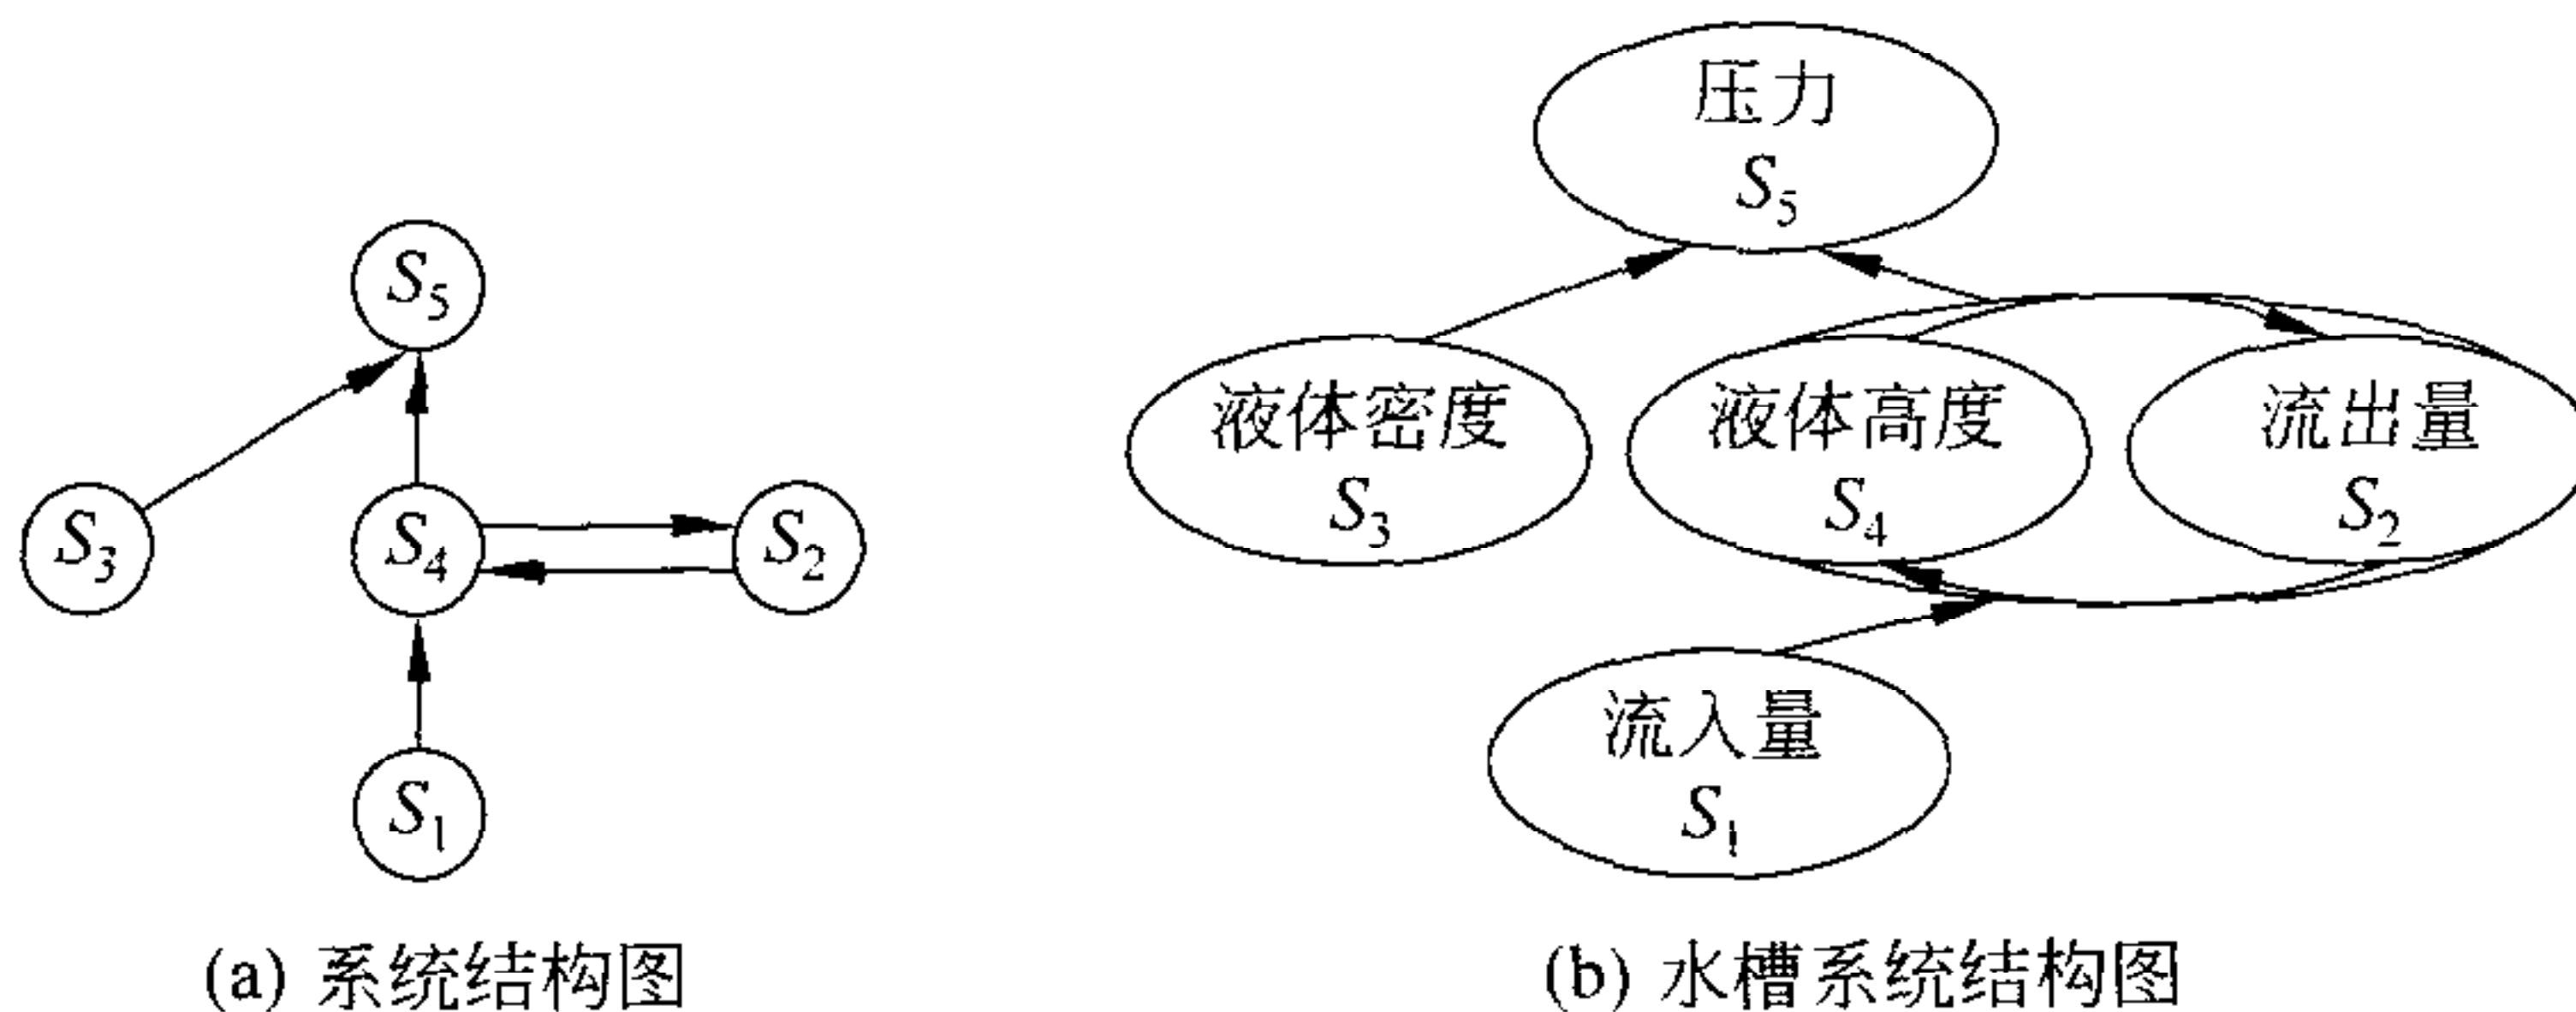 S5
S3
S4
S2
S1
(a) 系统结构图
压力
S5
液体密度
S3
液体高度
S4
流出量
S2
流入量
S1
(b) 水槽系统结构图